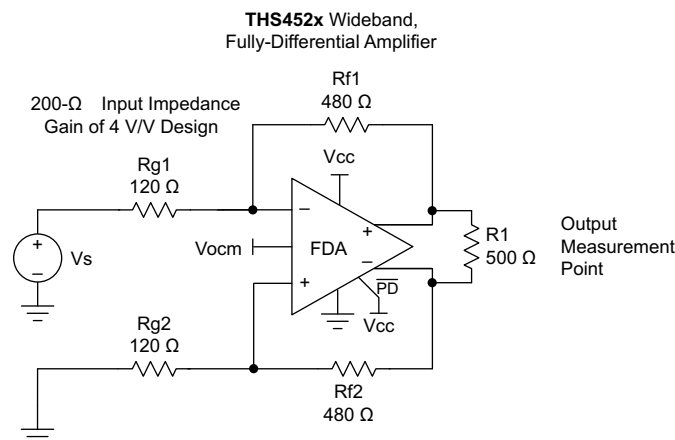 THS452x Wideband,
Fully-Differential Amplifier
200-Ω Input Impedance
Gain of 4 V/V Design
Rf1
480 Ω
Rg1
120 Ω
Vcc
Vocm
FDA
−
+
+
−
PD
Vcc
+
−
Vs
R1
500 Ω
Output
Measurement
Point
Rg2
120 Ω
Rf2
480 Ω